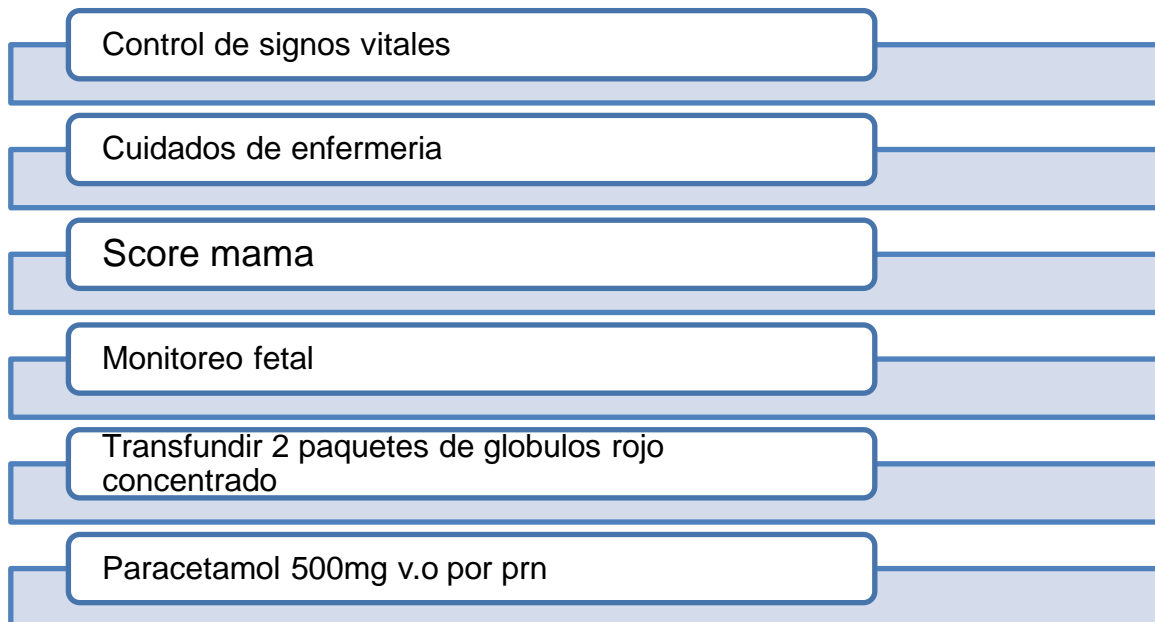 Control de signos vitales
Cuidados de enfermeria
Score mama
Monitoreo fetal
Transfundir 2 paquetes de globulos rojo
concentrado
Paracetamol 500mg v.o por prn